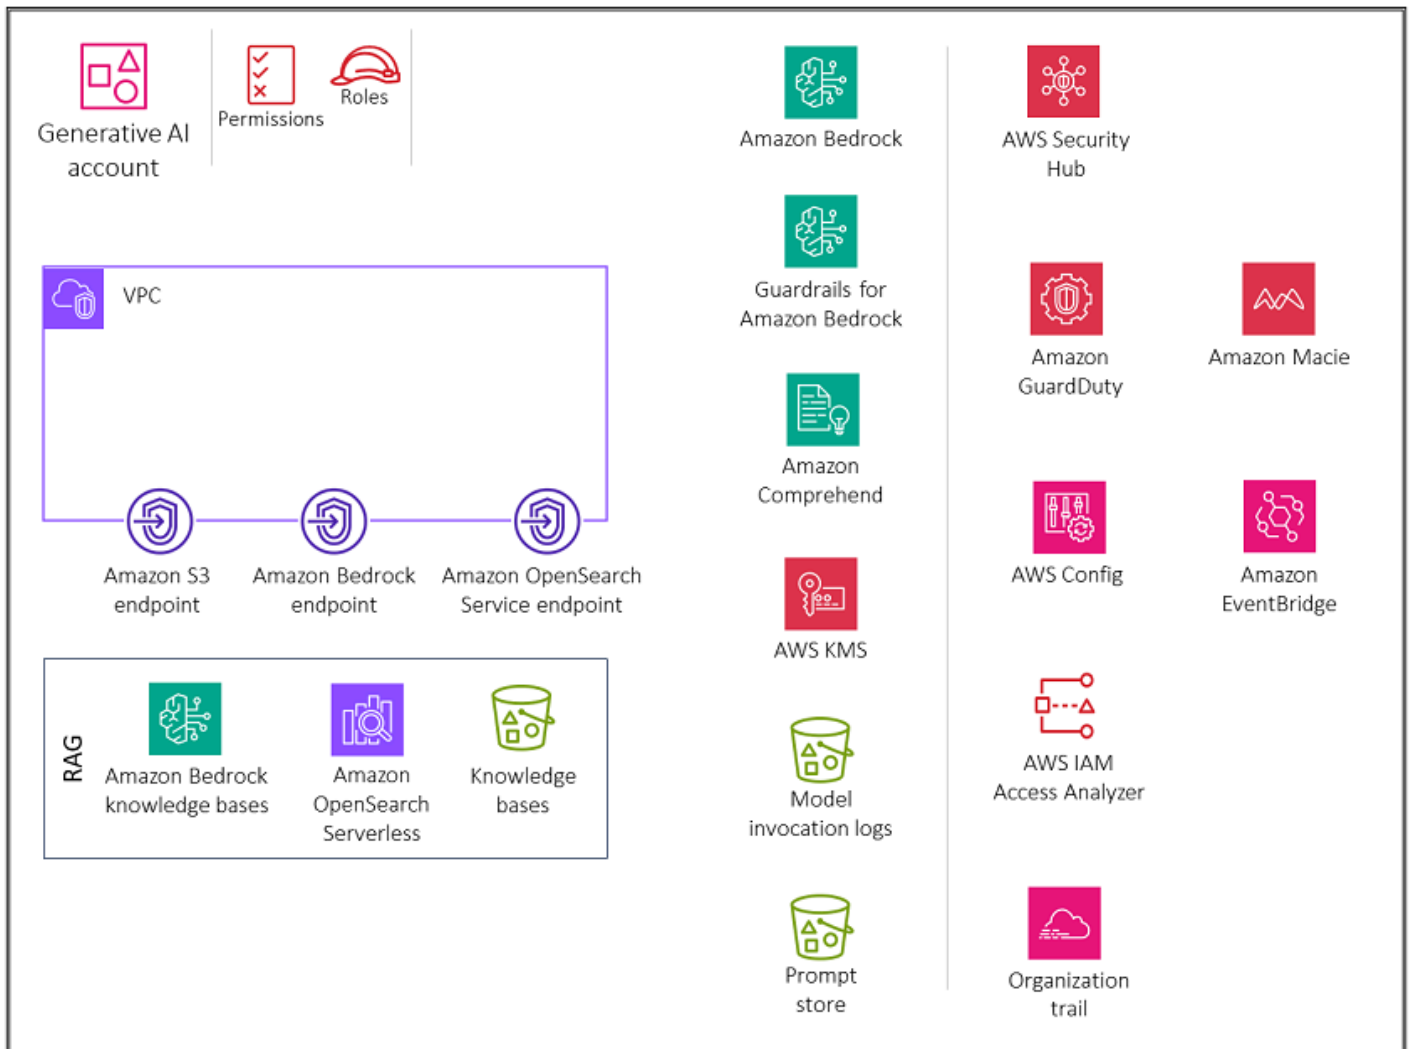 Generative AI
account
Permissions
Roles
VPC
Amazon S3
endpoint
Amazon Bedrock
endpoint
Amazon OpenSearch
Service endpoint
RAG
Amazon Bedrock
knowledge bases
Amazon
OpenSearch
Serverless
Knowledge
bases
Amazon Bedrock
Guardrails for
Amazon Bedrock
Amazon
Comprehend
AWS KMS
Model
invocation logs
Prompt
store
AWS Security
Hub
Amazon
GuardDuty
Amazon Macie
AWS Config
Amazon
EventBridge
AWS IAM
Access Analyzer
Organization
trail